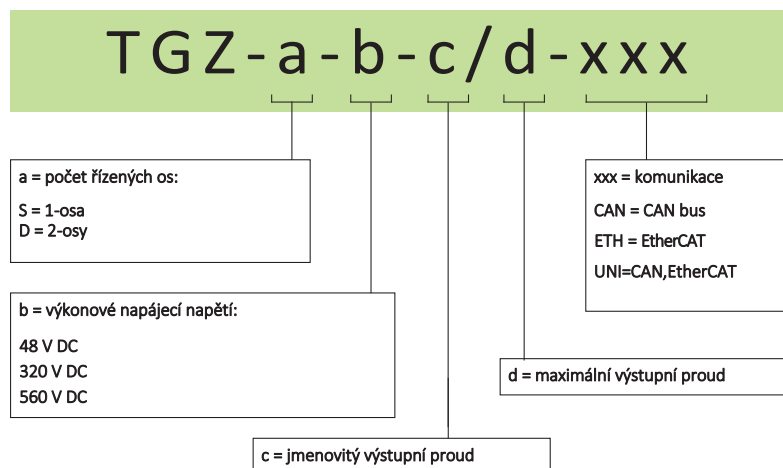 TGZ-a-b-c/d-xxx
a = počet řízených os:
S = 1-osa
D = 2-osy
b = výkonové napájecí napětí:
48 V DC
320 V DC
560 V DC
c = jmenovitý výstupní proud
d = maximální výstupní proud
xxx = komunikace
CAN = CAN bus
ETH = EtherCAT
UNI=CAN,EtherCAT